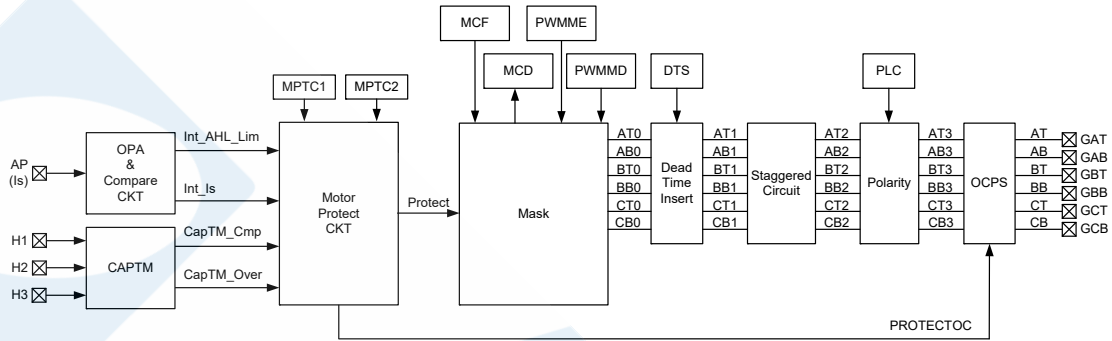 MCF
PWMME
MCD
PWMMD
DTS
PLC
MPTC1
MPTC2
AP
(Is)
OPA
&
Compare
CKT
Int_AHL_Lim
Int_Is
H1
H2
H3
CAPTM
CapTM_Cmp
CapTM_Over
Motor
Protect
CKT
Protect
Mask
AT0
AB0
BT0
BB0
CT0
CB0
Dead
Time
Insert
AT1
AB1
BT1
BB1
CT1
CB1
Staggered
Circuit
AT2
AB2
BT2
BB2
CT2
CB2
Polarity
AT3
AB3
BT3
BB3
CT3
CB3
OCPS
AT
AB
BT
BB
CT
CB
GAT
GAB
GBT
GBB
GCT
GCB
PROTECTOC